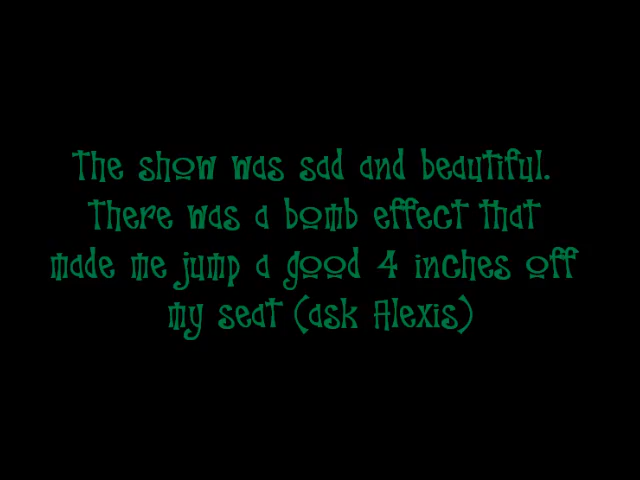 The show was sad and beautiful.
There was a bomb effect that
made me jump a good 4 inches off
my seat (ask Alexis)